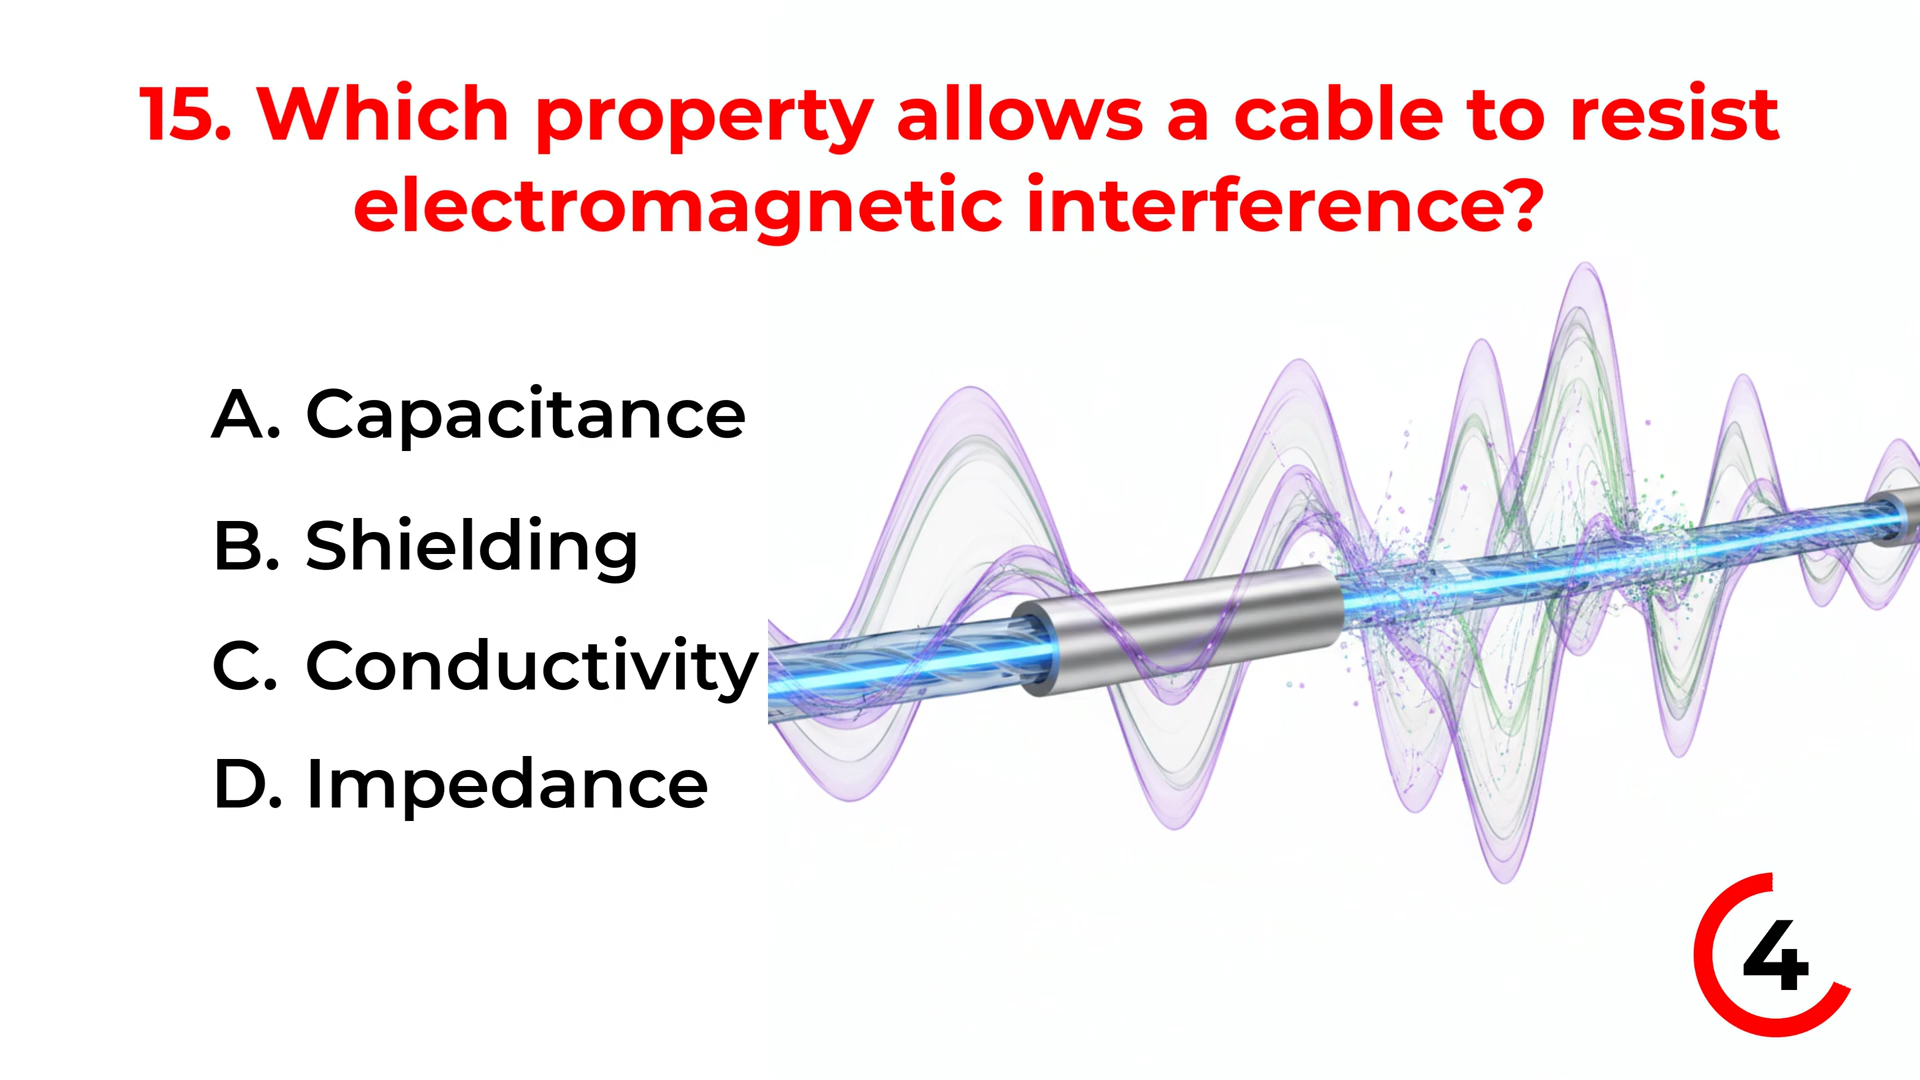 15. Which property allows a cable to resist
electromagnetic interference?
A. Capacitance
B. Shielding
C. Conductivity
D. Impedance
4